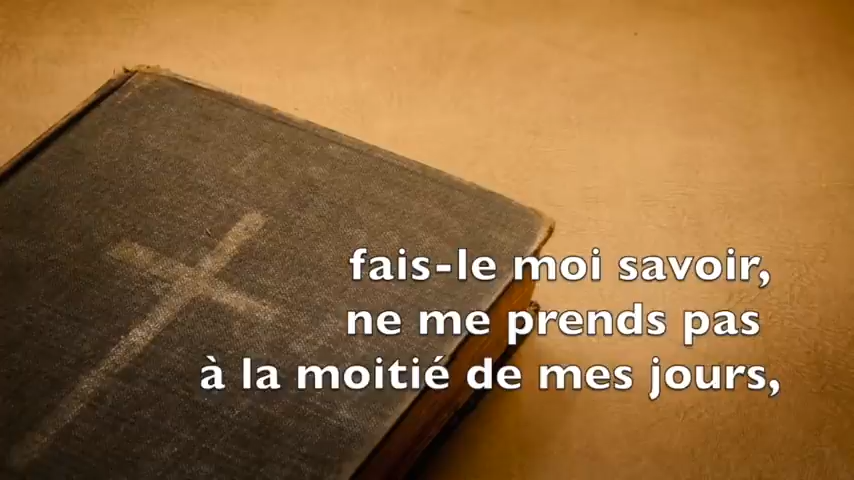 fais-le moi savoir,
ne me prends pas
à la moitié de mes jours,